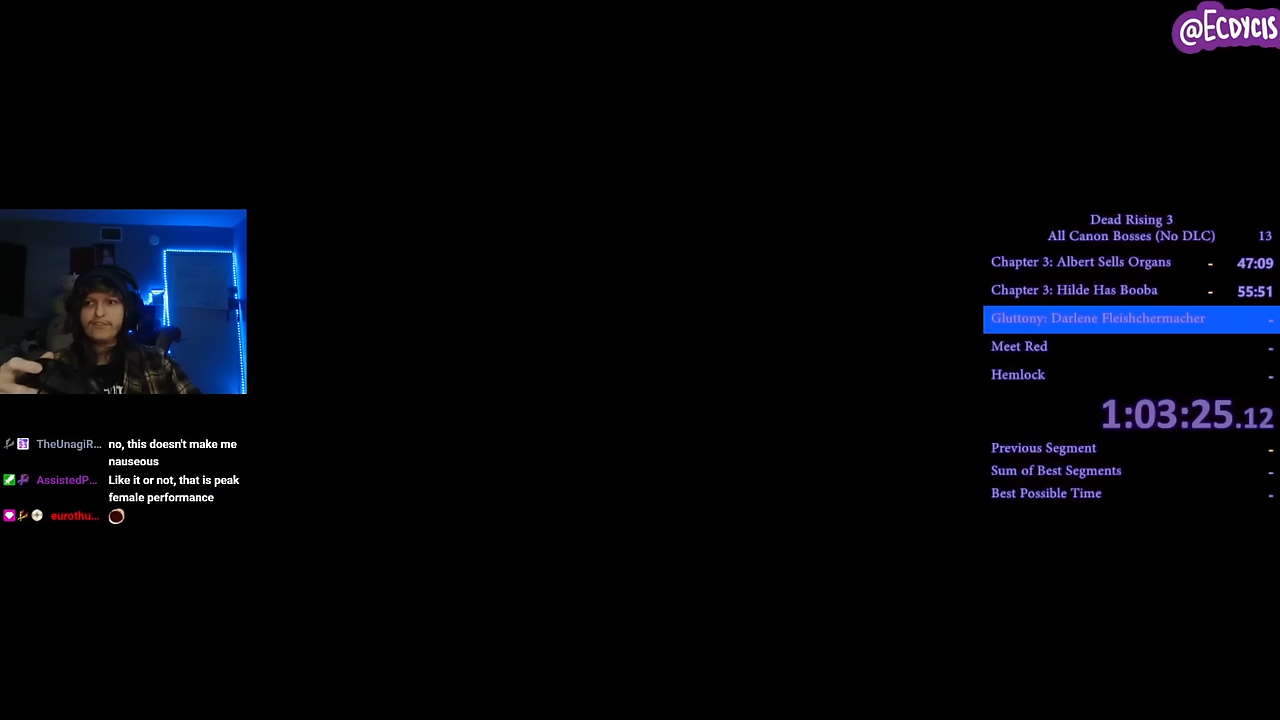 @ECDYCIS
Dead Rising 3
All Canon Bosses (No DLC) 13
Chapter 3: Albert Sells Organs - 47:09
Chapter 3: Hilde Has Booba - 55:51
Gluttony: Darlene Fleishchermacher -
Meet Red -
Hemlock -
1:03:25.12
Previous Segment -
Sum of Best Segments -
Best Possible Time -
TheUnagiR... no, this doesn't make me
nauseous
AssistedP... Like it or not, that is peak
female performance
eurothu...